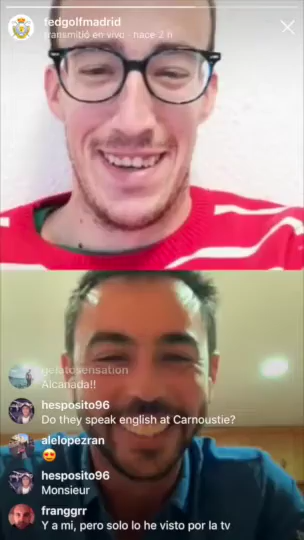 fedgolfmadrid
transmitió en vivo · hace 2 h
gelatosensation
Alcanada!!
hesposito96
Do they speak english at Carnoustie?
alelopezran
😍
hesposito96
Monsieur
franggrr
Y a mi, pero solo lo he visto por la tv